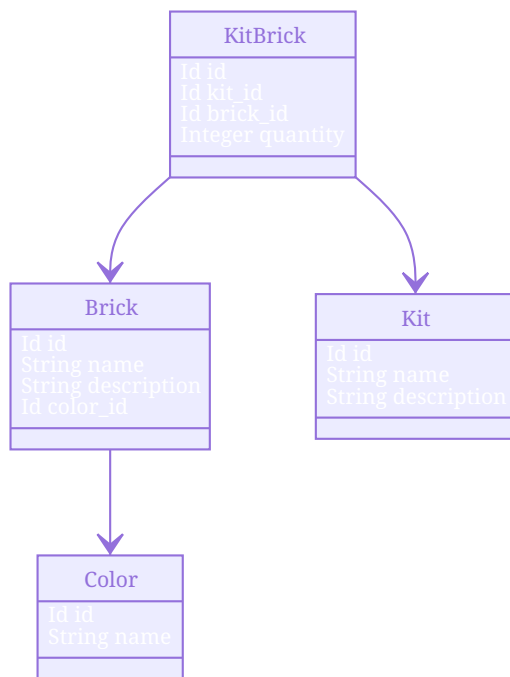 KitBrick
Id id
Id kit_id
Id brick_id
Integer quantity
Brick
Id id
String name
String description
Id color_id
Kit
Id id
String name
String description
Color
Id id
String name